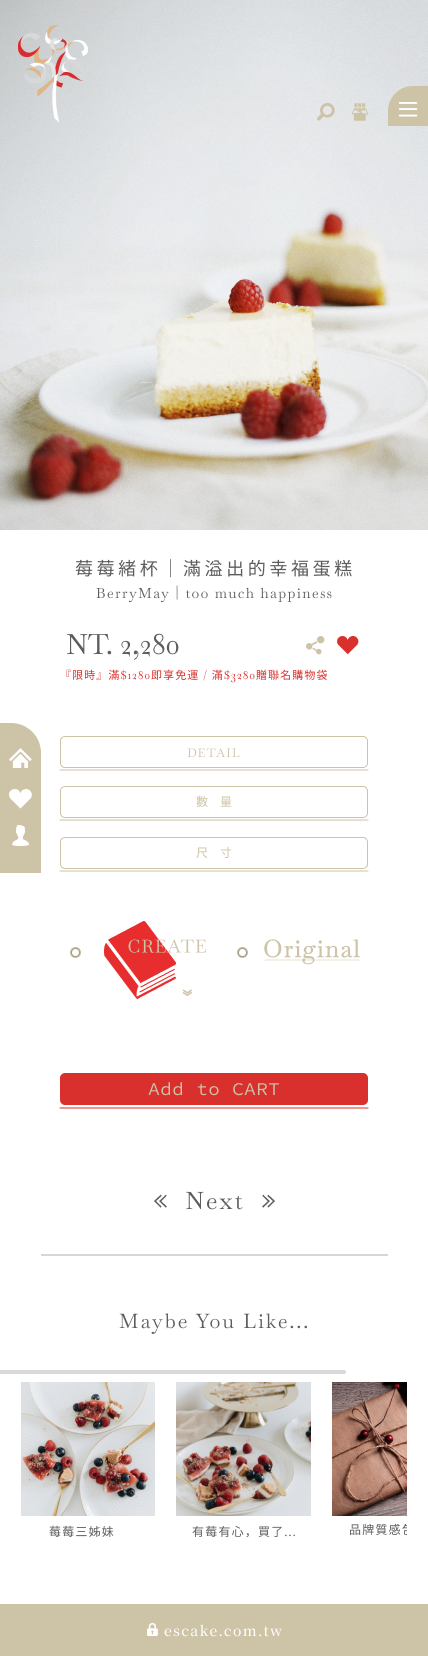 莓莓緒杯｜滿溢出的幸福蛋糕
BerryMay | too much happiness
NT. 2,280
『限時』滿$1280即享免運 / 滿$3280贈聯名購物袋
DETAIL
數 量
尺 寸
CREATE
Original
Add to CART
« Next »
Maybe You Like...
莓莓三姊妹
有莓有心，買了...
品牌質感
escake.com.tw